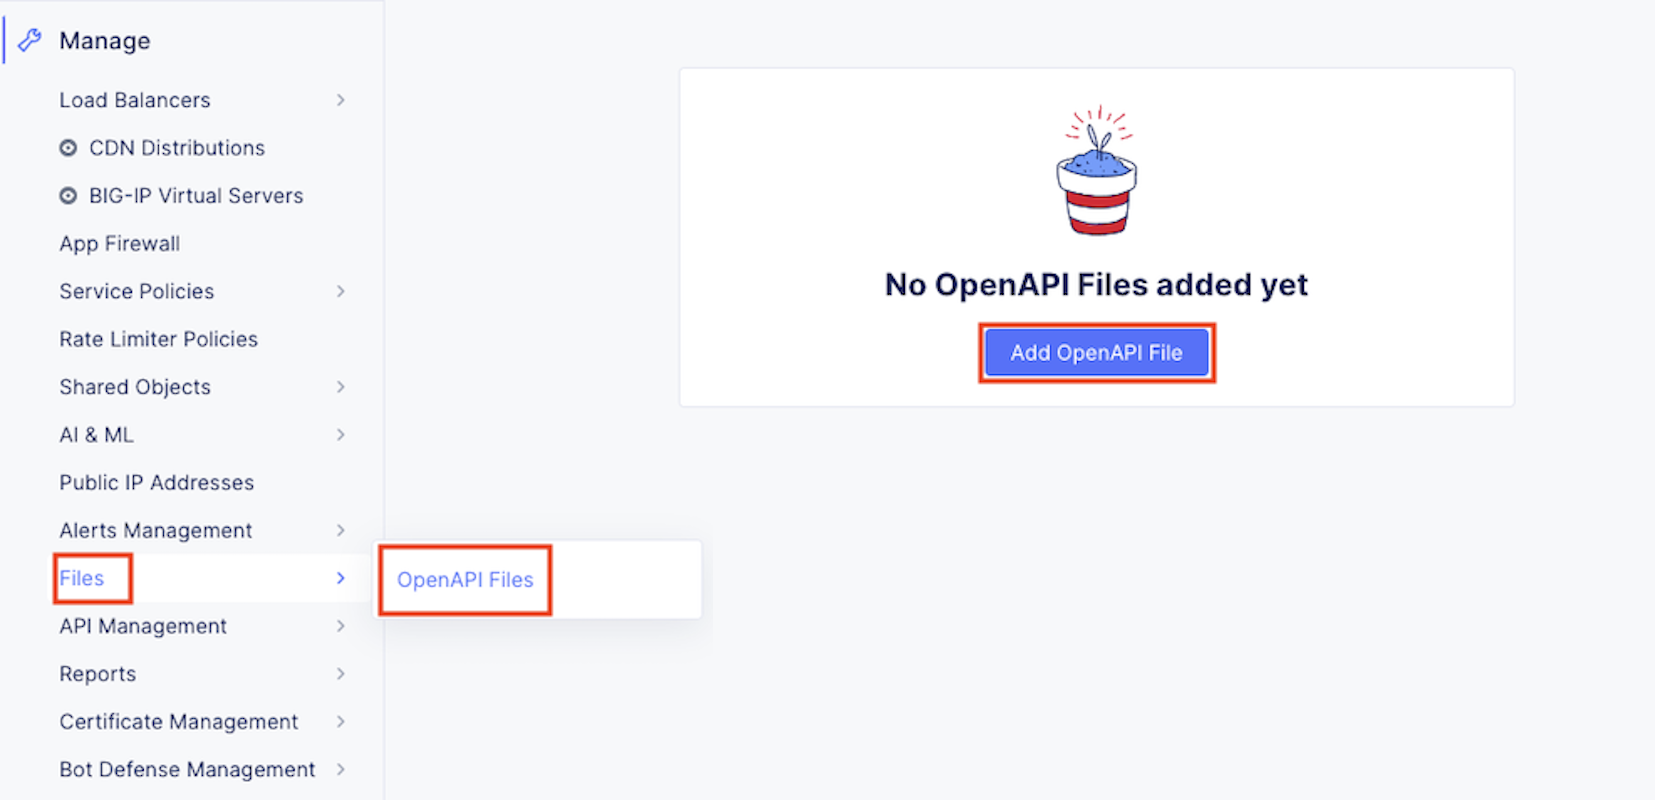 Manage
Load Balancers
CDN Distributions
BIG-IP Virtual Servers
App Firewall
Service Policies
Rate Limiter Policies
Shared Objects
AI & ML
Public IP Addresses
Alerts Management
Files
OpenAPI Files
API Management
Reports
Certificate Management
Bot Defense Management
No OpenAPI Files added yet
Add OpenAPI File